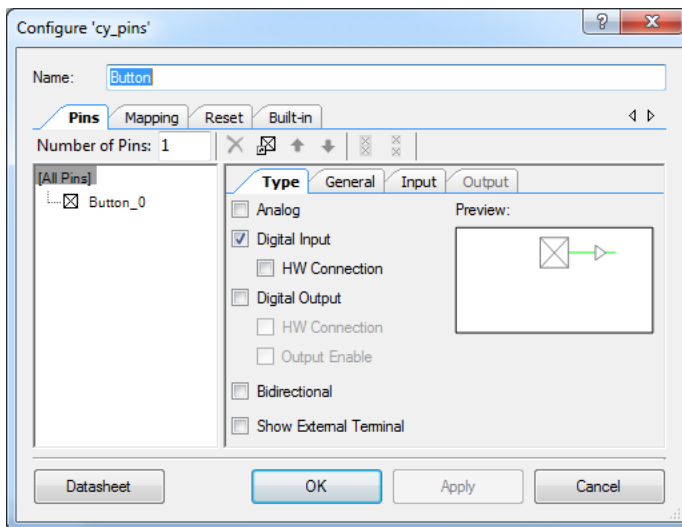 Configure 'cy_pins'
?
Name: Button
Pins Mapping Reset Built-in
Number of Pins: 1
[All Pins]
Button_0
Type General Input Output
Analog
Preview:
Digital Input
HW Connection
Digital Output
HW Connection
Output Enable
Bidirectional
Show External Terminal
Datasheet OK Apply Cancel